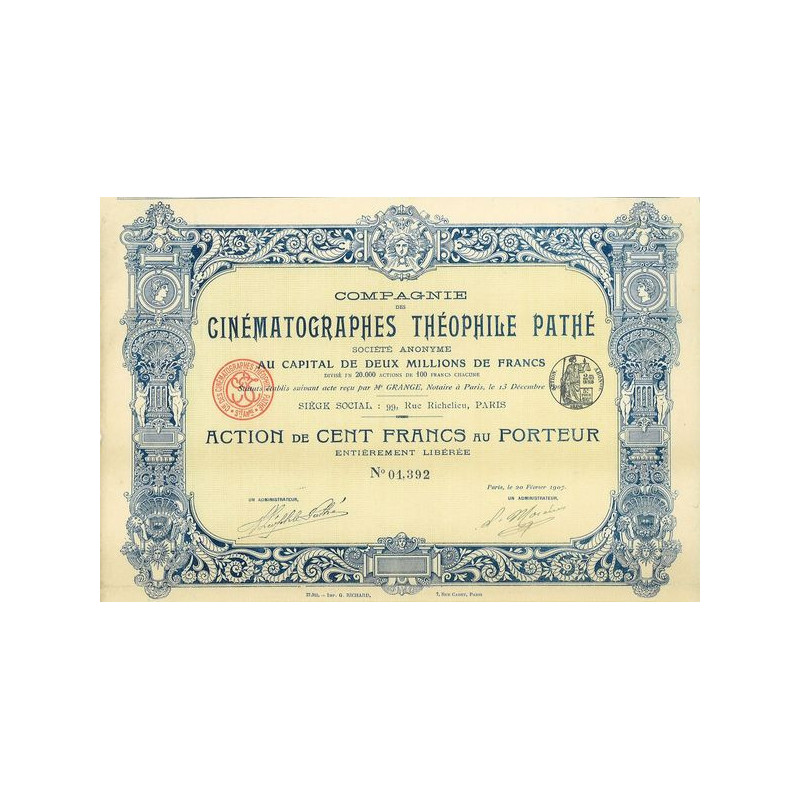 COMPAGNIE
DES
CINÉMATOGRAPHES THÉOPHILE PATHÉ
SOCIÉTÉ ANONYME
AU CAPITAL DE DEUX MILLIONS DE FRANCS
DIVISÉ EN 20.000 ACTIONS DE 100 FRANCS CHACUNE
Statuts établis suivant acte reçu par Me GRANGE, Notaire à Paris, le 13 Décembre
SIÈGE SOCIAL : 99, Rue Richelieu, PARIS
ACTION DE CENT FRANCS AU PORTEUR
ENTIÈREMENT LIBÉRÉE
No 01,392
Paris, le 20 Février 1907.
UN ADMINISTRATEUR,
UN ADMINISTRATEUR,
Théophile Pathé
IMP. G. RICHARD,
7, RUE CADET, PARIS